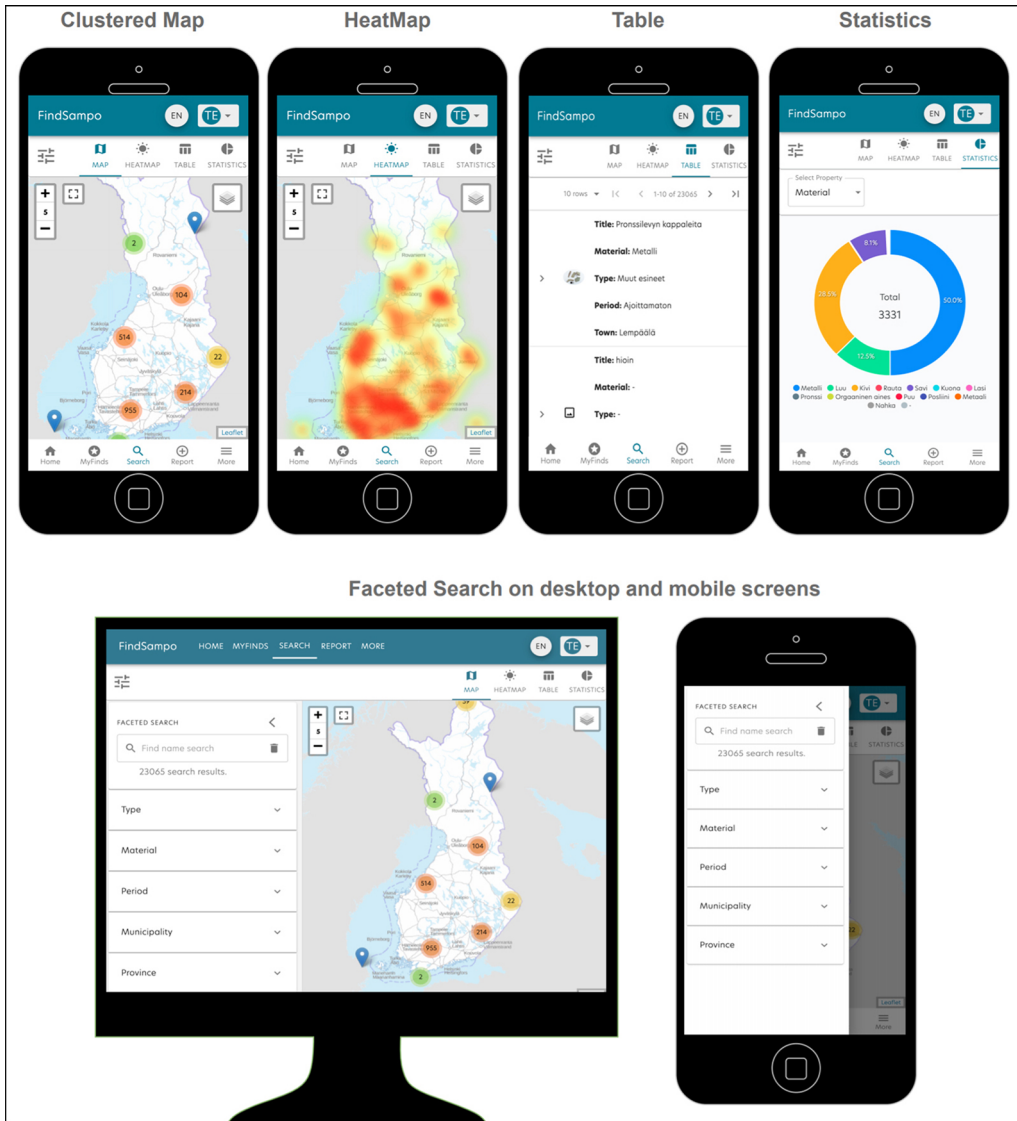 Clustered Map
HeatMap
Table
Statistics
FindSampo
EN
TE
MAP
HEATMAP
TABLE
STATISTICS
+
5
−
2
Rovaniemi
104
514
22
214
955
Leaflet
Home
MyFinds
Search
Report
More
FindSampo
EN
TE
MAP
HEATMAP
TABLE
STATISTICS
+
5
−
Leaflet
Home
MyFinds
Search
Report
More
FindSampo
EN
TE
MAP
HEATMAP
TABLE
STATISTICS
10 rows
1-10 of 23065
Title: Pronssilevyn kappaleita
Material: Metalli
Type: Muut esineet
Period: Ajoittamaton
Town: Lempäälä
Title: hioin
Material: -
Type: -
Home
MyFinds
Search
Report
More
FindSampo
EN
TE
MAP
HEATMAP
TABLE
STATISTICS
Select Property
Material
8.1%
28.5%
50.0%
12.5%
Total
3331
Metalli Luu Kivi Rauta Savi Kuona Lasi
Pronssi Orgaaninen aines Puu Posliini Metaali
Nahka -
Home
MyFinds
Search
Report
More
Faceted Search on desktop and mobile screens
FindSampo HOME MYFINDS SEARCH REPORT MORE
EN
TE
MAP
HEATMAP
TABLE
STATISTICS
FACETED SEARCH
Find name search
23065 search results.
Type
Material
Period
Municipality
Province
+
5
−
2
Rovaniemi
104
514
22
214
955
2
FACETED SEARCH
Find name search
23065 search results.
Type
Material
Period
Municipality
Province
TE
STATISTICS
Leaflet
More